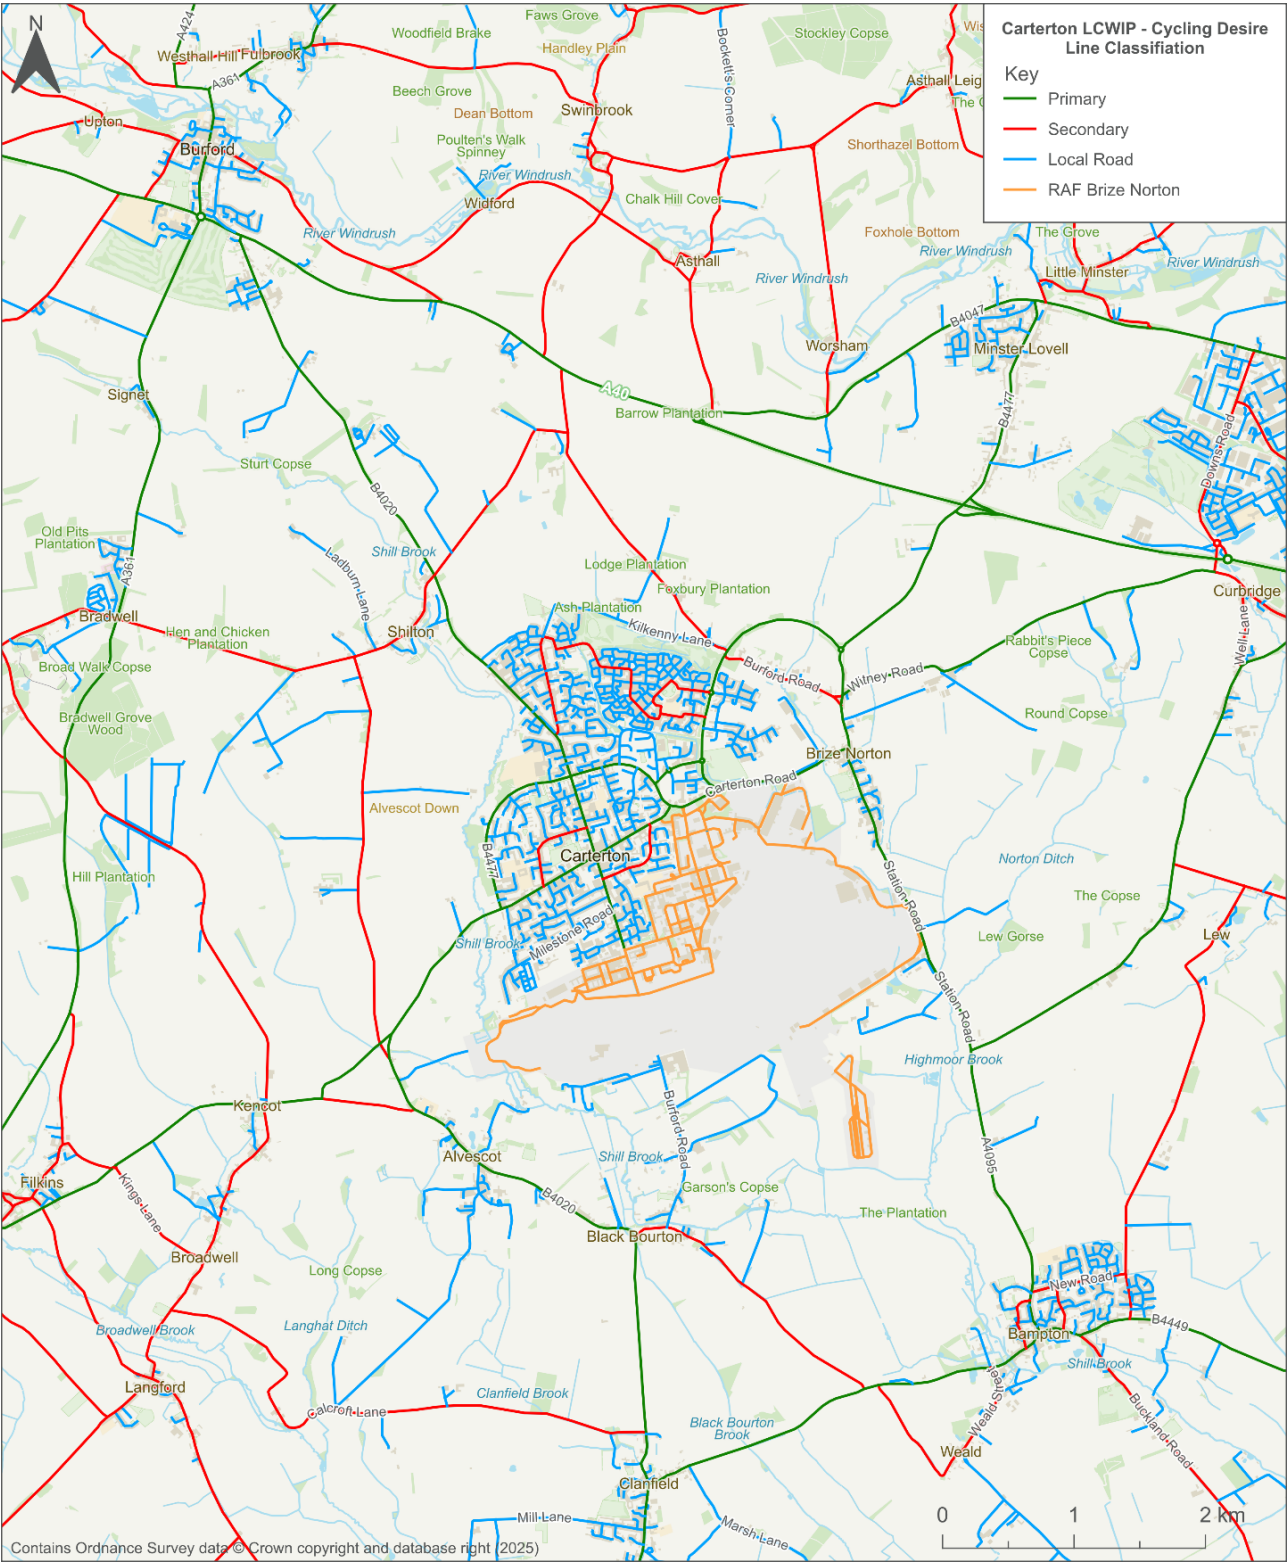 N
A424
Faws Grove
Woodfield Brake
Handley Plain
Bockett's Corner
Stockley Copse
Carterton LCWIP - Cycling Desire
Line Classifiation
Key
Primary
Secondary
Local Road
RAF Brize Norton
Westhall Hill
Fulbrook
A361
Beech Grove
Dean Bottom
Swinbrook
Asthall Leig
Upton
Burford
Poulten's Walk
Spinney
Shorthazel Bottom
River Windrush
Widford
Chalk Hill Cover
River Windrush
Foxhole Bottom
The Grove
River Windrush
Asthall
River Windrush
Little Minster
River Windrush
B4047
Worsham
Minster Lovell
Signet
A40
Barrow Plantation
B4477
Downs Road
Sturt Copse
B4020
Old Pits
Plantation
A361
Ladburn Lane
Shill Brook
Lodge Plantation
Foxbury Plantation
Curbridge
Bradwell
Ash Plantation
Hen and Chicken
Plantation
Shilton
Kilkenny Lane
Rabbit's Piece
Copse
Well Lane
Broad Walk Copse
Burford Road
Witney Road
Bradwell Grove
Wood
Round Copse
Brize Norton
Carterton Road
Alvescot Down
B4477
Carterton
Norton Ditch
Hill Plantation
Station Road
The Copse
Milestone Road
Shill Brook
Lew Gorse
Lew
Station Road
Highmoor Brook
Kencot
Burford Road
Alvescot
Shill Brook
A4095
Filkins
Kings Lane
B4020
Garson's Copse
The Plantation
Black Bourton
Broadwell
Long Copse
New Road
Broadwell Brook
Langhat Ditch
Bampton
B4449
Shill Brook
Langford
Clanfield Brook
Weald Street
Buckland Road
Calcroft Lane
Black Bourton
Brook
Weald
Clanfield
Mill Lane
Marsh Lane
0 1 2 km
Contains Ordnance Survey data © Crown copyright and database right (2025)